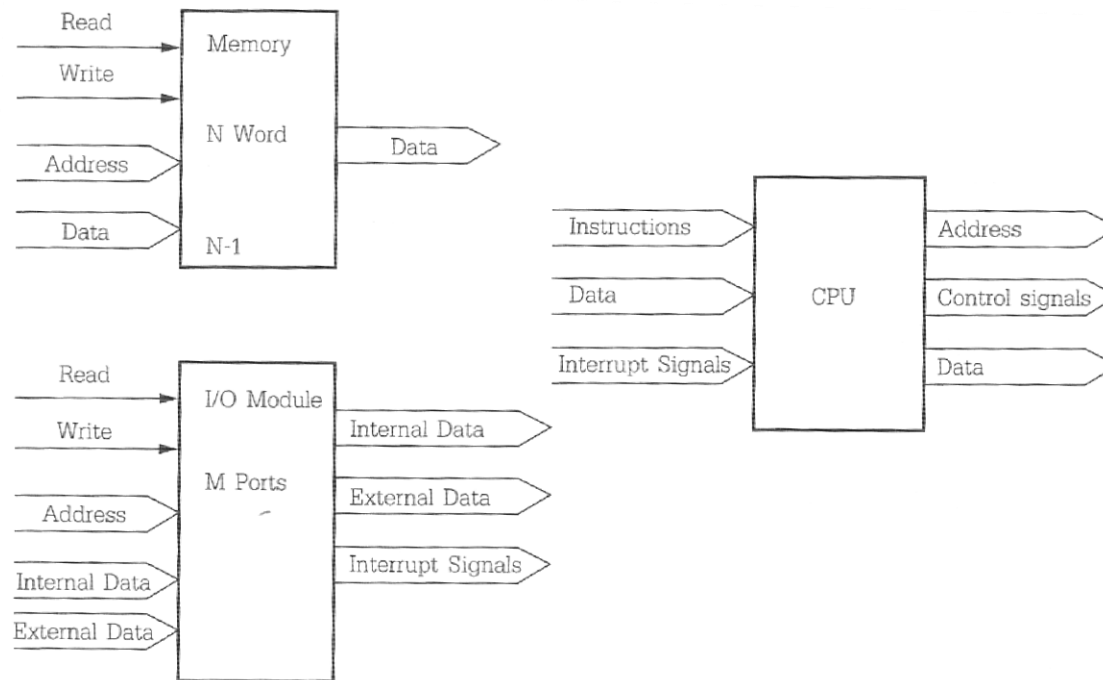 Read
Write
Address
Data
Memory
N Word
N-1
Data
Instructions
Data
Interrupt Signals
CPU
Address
Control signals
Data
Read
Write
Address
Internal Data
External Data
I/O Module
M Ports
Internal Data
External Data
Interrupt Signals